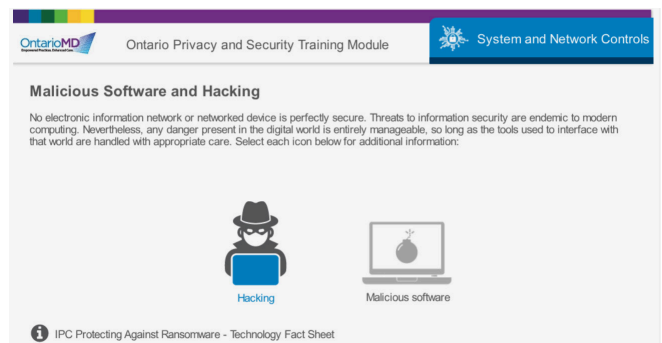 OntarioMD
Empowered Practices. Enhanced Care.
Ontario Privacy and Security Training Module
System and Network Controls
Malicious Software and Hacking
No electronic information network or networked device is perfectly secure. Threats to information security are endemic to modern
computing. Nevertheless, any danger present in the digital world is entirely manageable, so long as the tools used to interface with
that world are handled with appropriate care. Select each icon below for additional information:
Hacking
Malicious software
IPC Protecting Against Ransomware - Technology Fact Sheet